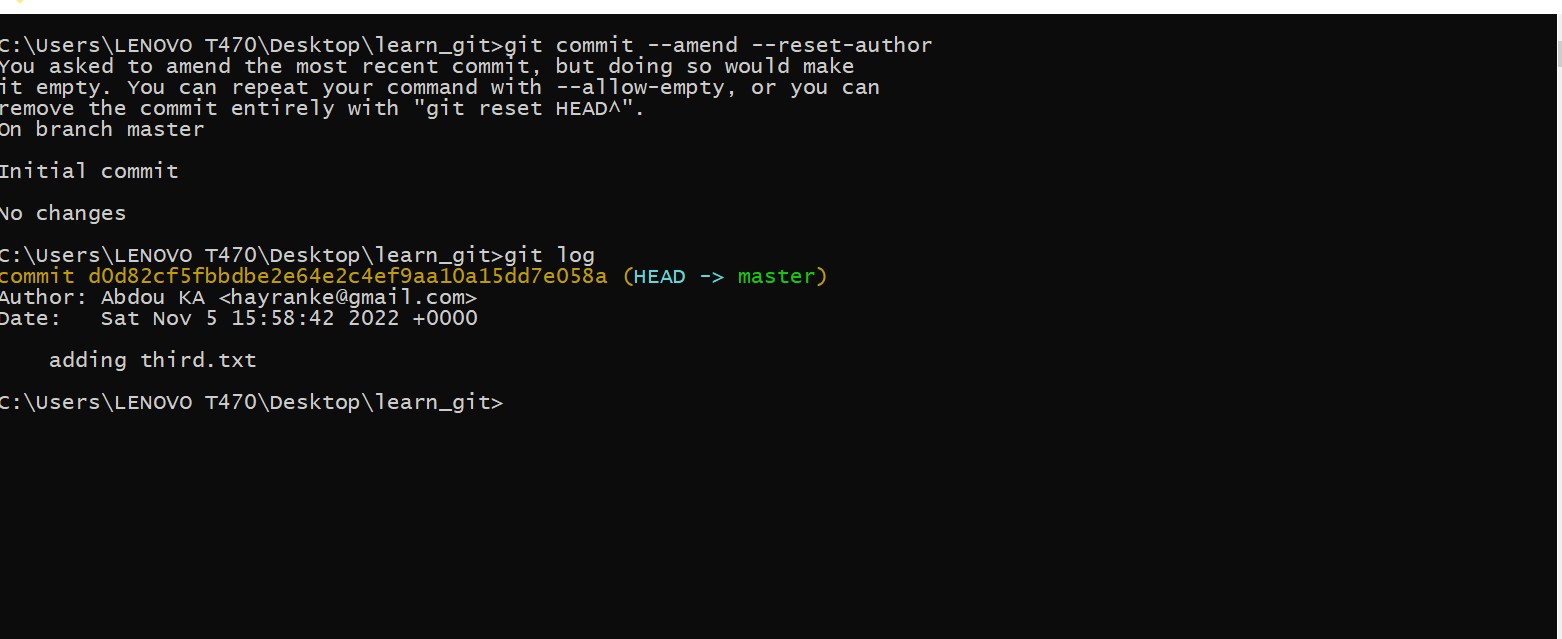 C:\Users\LENOVO T470\Desktop\learn_git>git commit --amend --reset-author
You asked to amend the most recent commit, but doing so would make
it empty. You can repeat your command with --allow-empty, or you can
remove the commit entirely with "git reset HEAD^".
On branch master
Initial commit
No changes
C:\Users\LENOVO T470\Desktop\learn_git>git log
commit d0d82cf5fbbdbe2e64e2c4ef9aa10a15dd7e058a (HEAD -> master)
Author: Abdou KA <hayranke@gmail.com>
Date:   Sat Nov 5 15:58:42 2022 +0000
    adding third.txt
C:\Users\LENOVO T470\Desktop\learn_git>